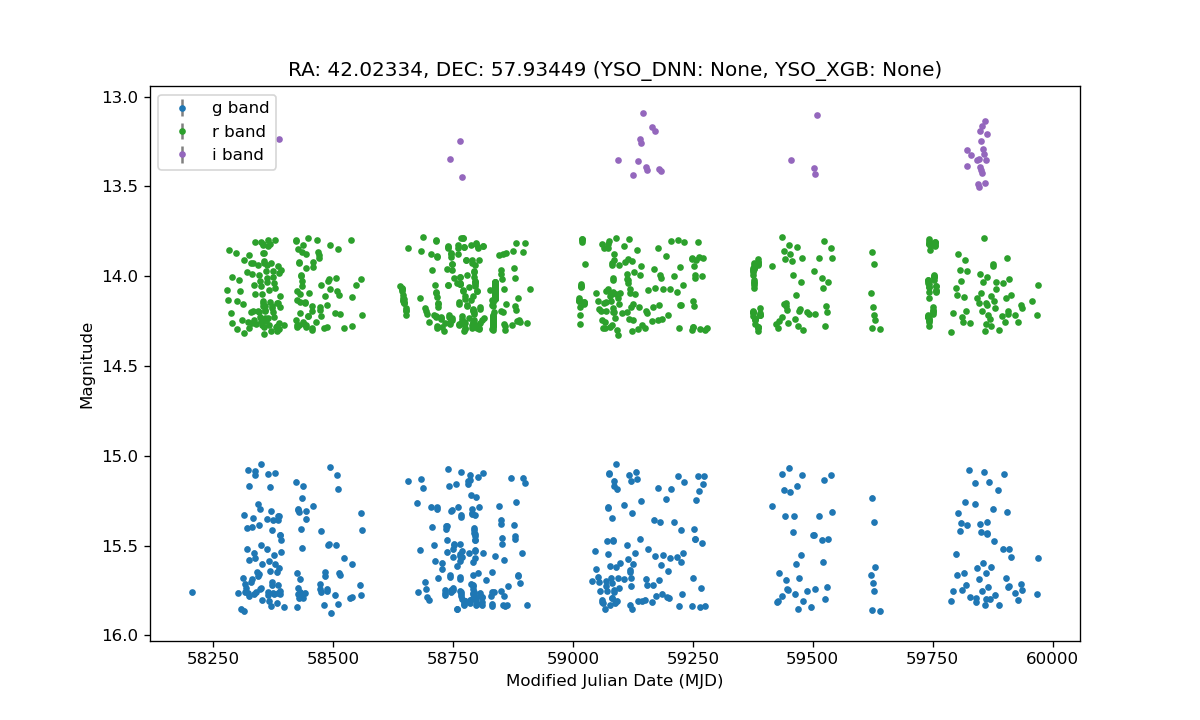 RA: 42.02334, DEC: 57.93449 (YSO_DNN: None, YSO_XGB: None)
g band
r band
i band
13.0
13.5
14.0
14.5
15.0
15.5
16.0
Magnitude
58250 58500 58750 59000 59250 59500 59750 60000
Modified Julian Date (MJD)